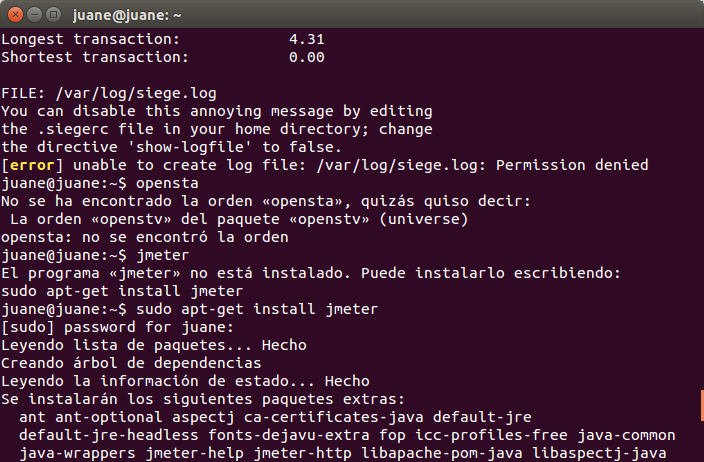 juane@juane: ~
Longest transaction:            4.31
Shortest transaction:           0.00

FILE: /var/log/siege.log
You can disable this annoying message by editing
the .siegerc file in your home directory; change
the directive 'show-logfile' to false.
[error] unable to create log file: /var/log/siege.log: Permission denied
juane@juane:~$ opensta
No se ha encontrado la orden «opensta», quizás quiso decir:
 La orden «openstv» del paquete «openstv» (universe)
opensta: no se encontró la orden
juane@juane:~$ jmeter
El programa «jmeter» no está instalado. Puede instalarlo escribiendo:
sudo apt-get install jmeter
juane@juane:~$ sudo apt-get install jmeter
[sudo] password for juane:
Leyendo lista de paquetes... Hecho
Creando árbol de dependencias
Leyendo la información de estado... Hecho
Se instalarán los siguientes paquetes extras:
  ant ant-optional aspectj ca-certificates-java default-jre
  default-jre-headless fonts-dejavu-extra fop icc-profiles-free java-common
  java-wrappers jmeter-help jmeter-http libapache-pom-java libaspectj-java